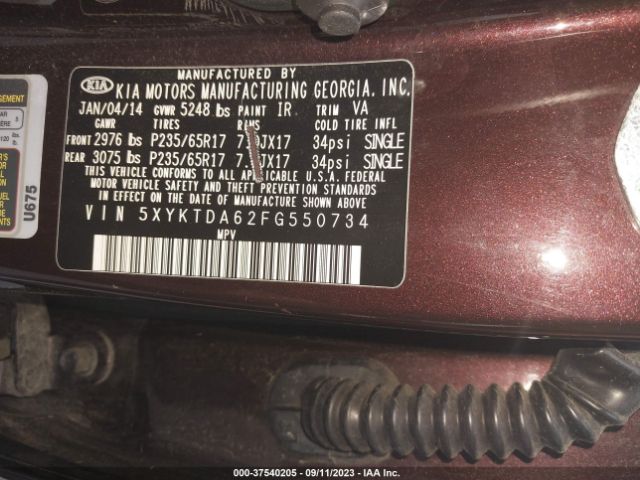 MANUFACTURED BY
KIA KIA MOTORS MANUFACTURING GEORGIA. INC.
JAN/04/14 GVWR 5248 lbs PAINT IR TRIM VA
GAWR TIRES RIMS COLD TIRE INFL
FRONT 2976 lbs P235/65R17 JX17 34psi SINGLE
REAR 3075 lbs P235/65R17 JX17 34psi SINGLE
THIS VEHICLE CONFORMS TO ALL APPLICABLE U.S.A. FEDERAL
MOTOR VEHICLE SAFETY STANDARDS
IN EFFECT ON THE DATE OF MANUFACTURE SHOWN ABOVE
VIN 5XYKTDA62FG550734
MPV
U675
000-37540205 - 09/11/2023 - IAA Inc.